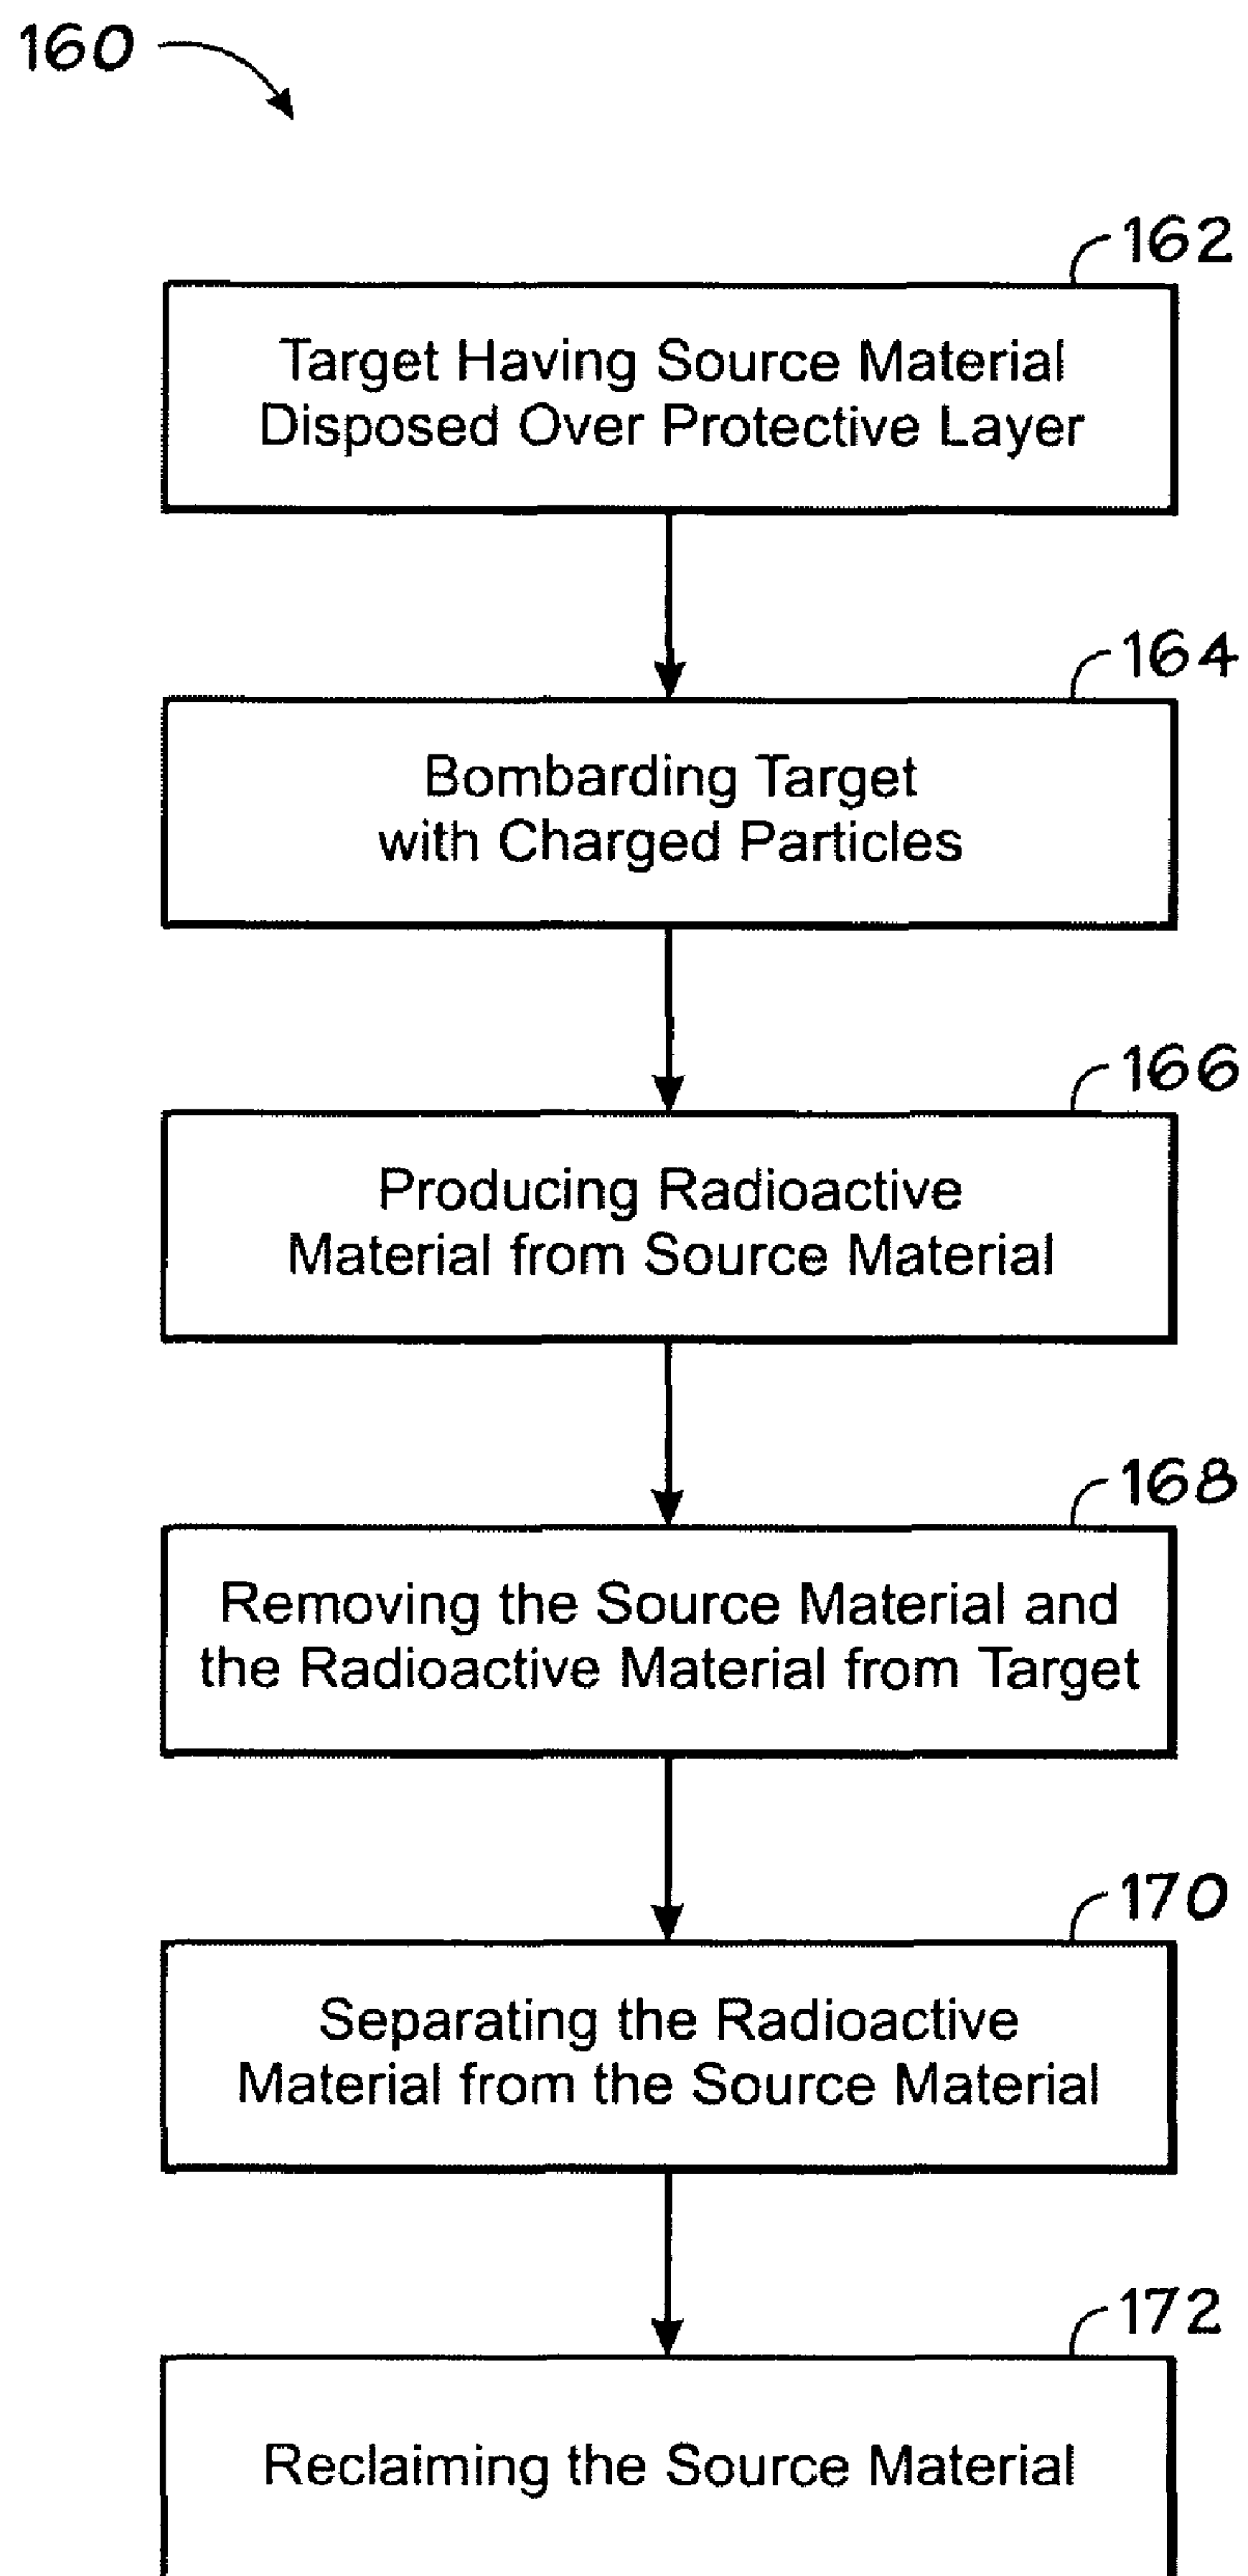 160
162
Target Having Source Material
Disposed Over Protective Layer
164
Bombarding Target
with Charged Particles
166
Producing Radioactive
Material from Source Material
168
Removing the Source Material and
the Radioactive Material from Target
170
Separating the Radioactive
Material from the Source Material
172
Reclaiming the Source Material